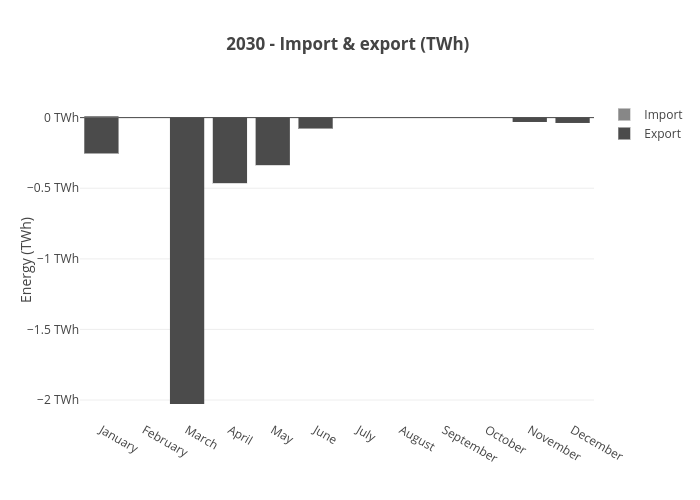 2030 - Import & export (TWh)
0 TWh
−0.5 TWh
−1 TWh
−1.5 TWh
−2 TWh
Energy (TWh)
January
February
March
April
May
June
July
August
September
October
November
December
Import
Export